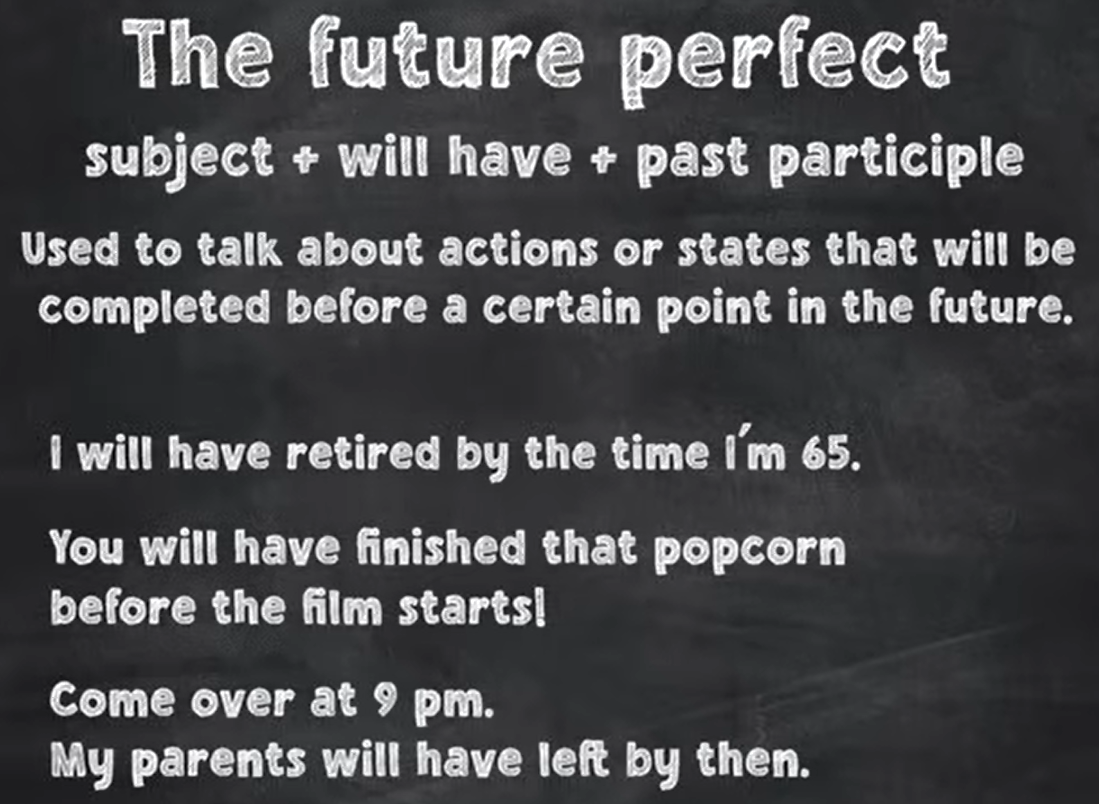 The future perfect
subject + will have + past participle
Used to talk about actions or states that will be
completed before a certain point in the future.
I will have retired by the time I´m 65.
You will have finished that popcorn
before the film starts!
Come over at 9 pm.
My parents will have left by then.